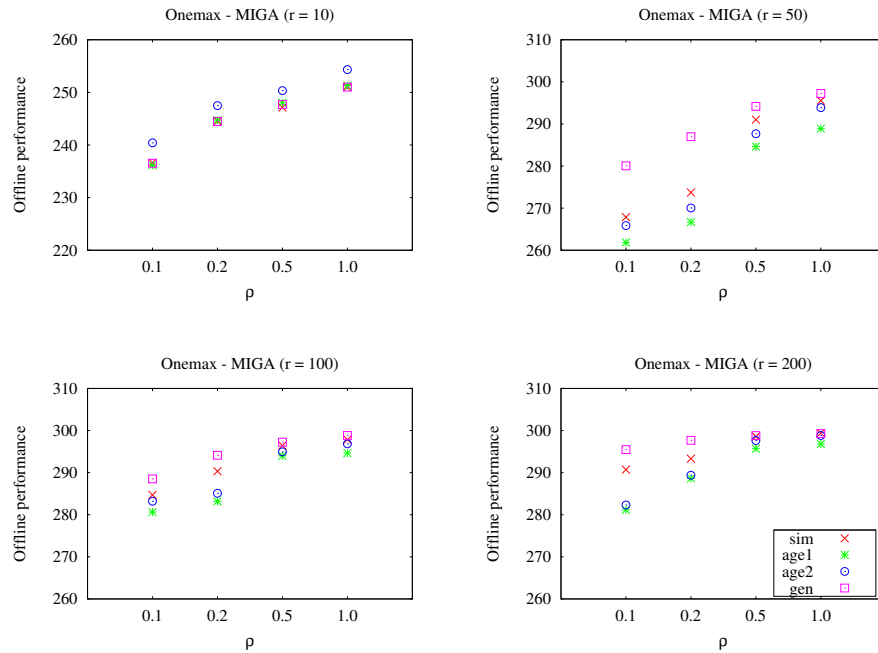 Onemax - MIGA (r = 10)
Offline performance
260
250
240
230
220
0.1 0.2 0.5 1.0
ρ
Onemax - MIGA (r = 50)
Offline performance
310
300
290
280
270
260
0.1 0.2 0.5 1.0
ρ
Onemax - MIGA (r = 100)
Offline performance
310
300
290
280
270
260
0.1 0.2 0.5 1.0
ρ
Onemax - MIGA (r = 200)
Offline performance
310
300
290
280
270
260
0.1 0.2 0.5 1.0
ρ
sim
age1
age2
gen